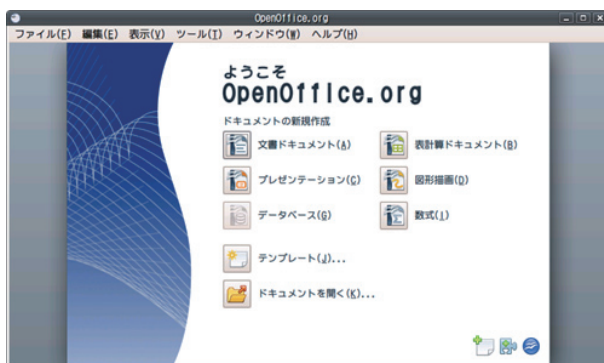 OpenOffice.org
ファイル(F) 編集(E) 表示(V) ツール(T) ウィンドウ(W) ヘルプ(H)
ようこそ
OpenOffice.org
ドキュメントの新規作成
文書ドキュメント(A) 表計算ドキュメント(B)
プレゼンテーション(C) 図形描画(D)
データベース(G) 数式(I)
テンプレート(J)...
ドキュメントを開く(K)...